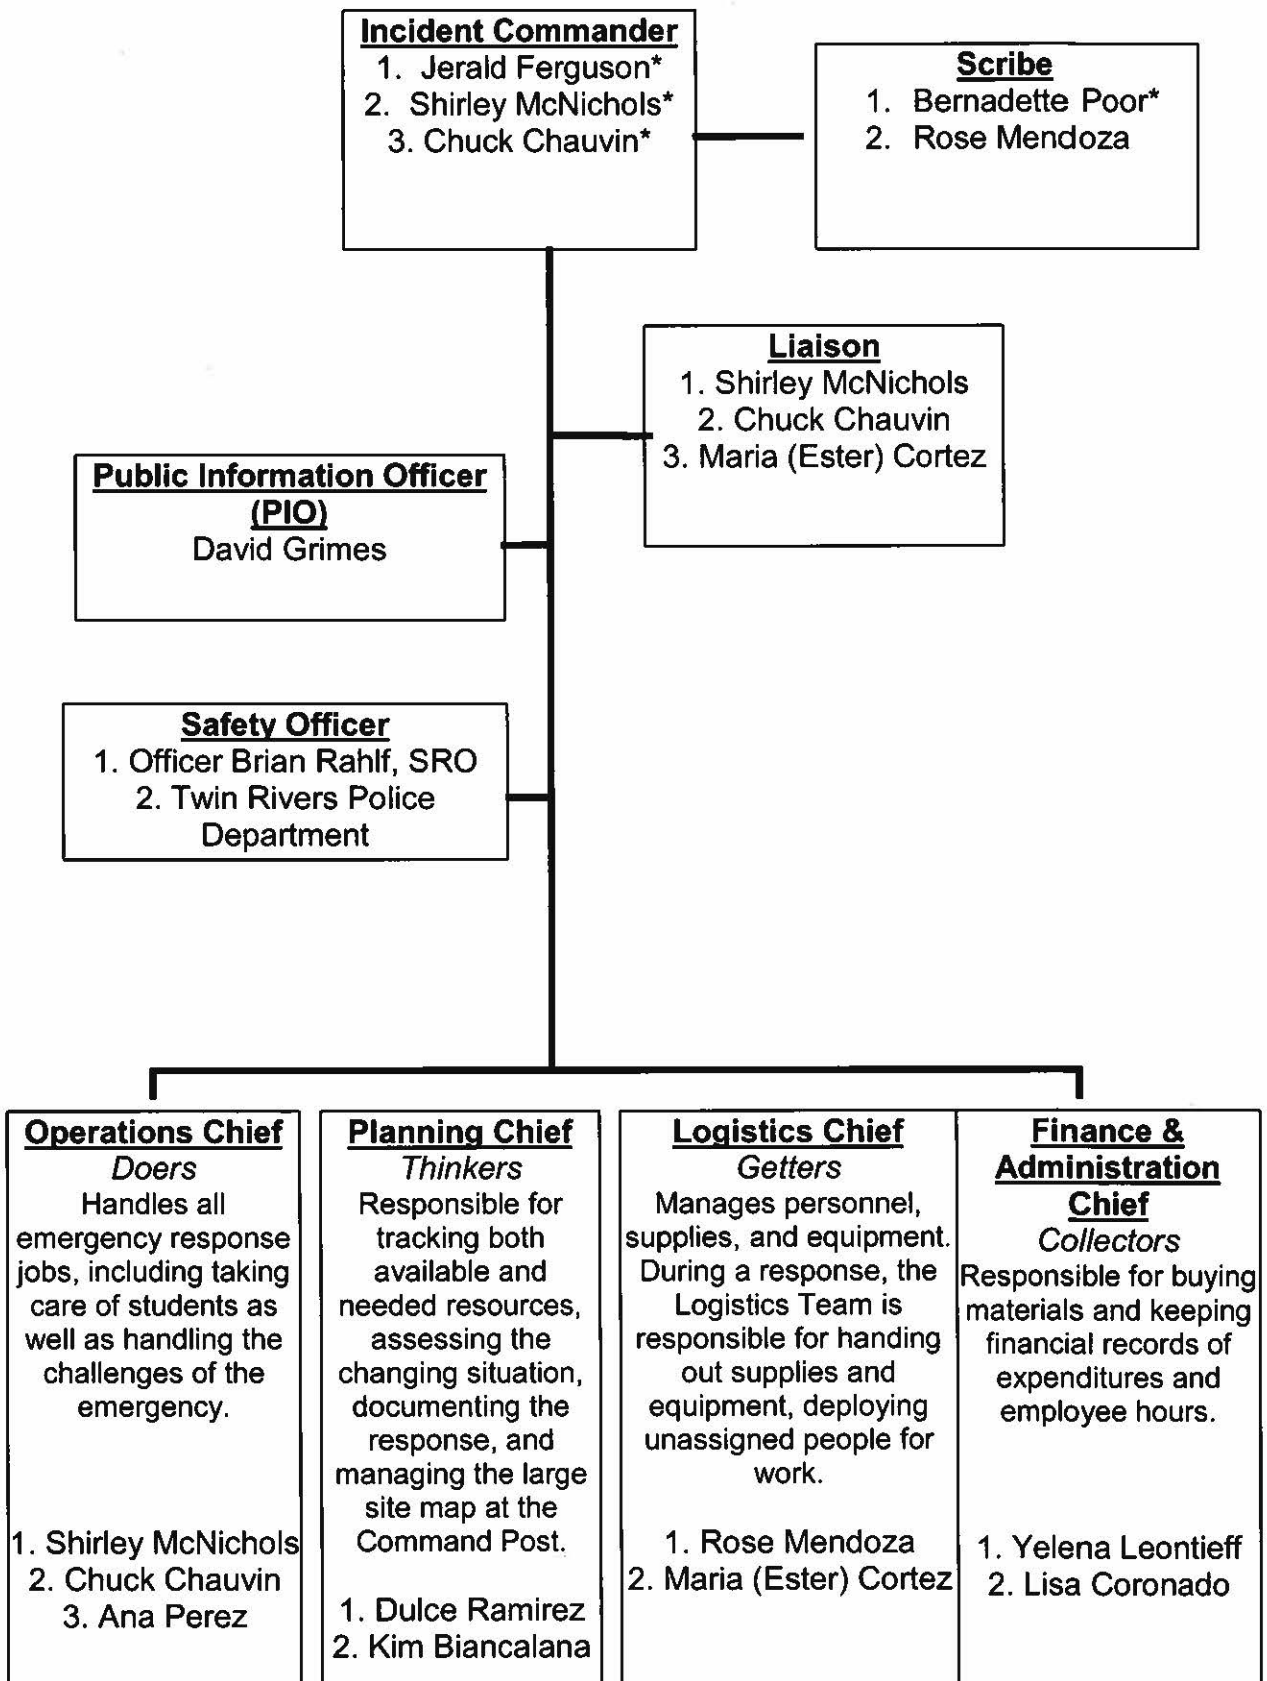 Incident Commander
1. Jerald Ferguson*
2. Shirley McNichols*
3. Chuck Chauvin*
Scribe
1. Bernadette Poor*
2. Rose Mendoza
Liaison
1. Shirley McNichols
2. Chuck Chauvin
3. Maria (Ester) Cortez
Public Information Officer
(PIO)
David Grimes
Safety Officer
1. Officer Brian Rahlf, SRO
2. Twin Rivers Police
Department
Operations Chief
Doers
Handles all
emergency response
jobs, including taking
care of students as
well as handling the
challenges of the
emergency.
1. Shirley McNichols
2. Chuck Chauvin
3. Ana Perez
Planning Chief
Thinkers
Responsible for
tracking both
available and
needed resources,
assessing the
changing situation,
documenting the
response, and
managing the large
site map at the
Command Post.
1. Dulce Ramirez
2. Kim Biancalana
Logistics Chief
Getters
Manages personnel,
supplies, and equipment.
During a response, the
Logistics Team is
responsible for handing
out supplies and
equipment, deploying
unassigned people for
work.
1. Rose Mendoza
2. Maria (Ester) Cortez
Finance &
Administration
Chief
Collectors
Responsible for buying
materials and keeping
financial records of
expenditures and
employee hours.
1. Yelena Leontieff
2. Lisa Coronado